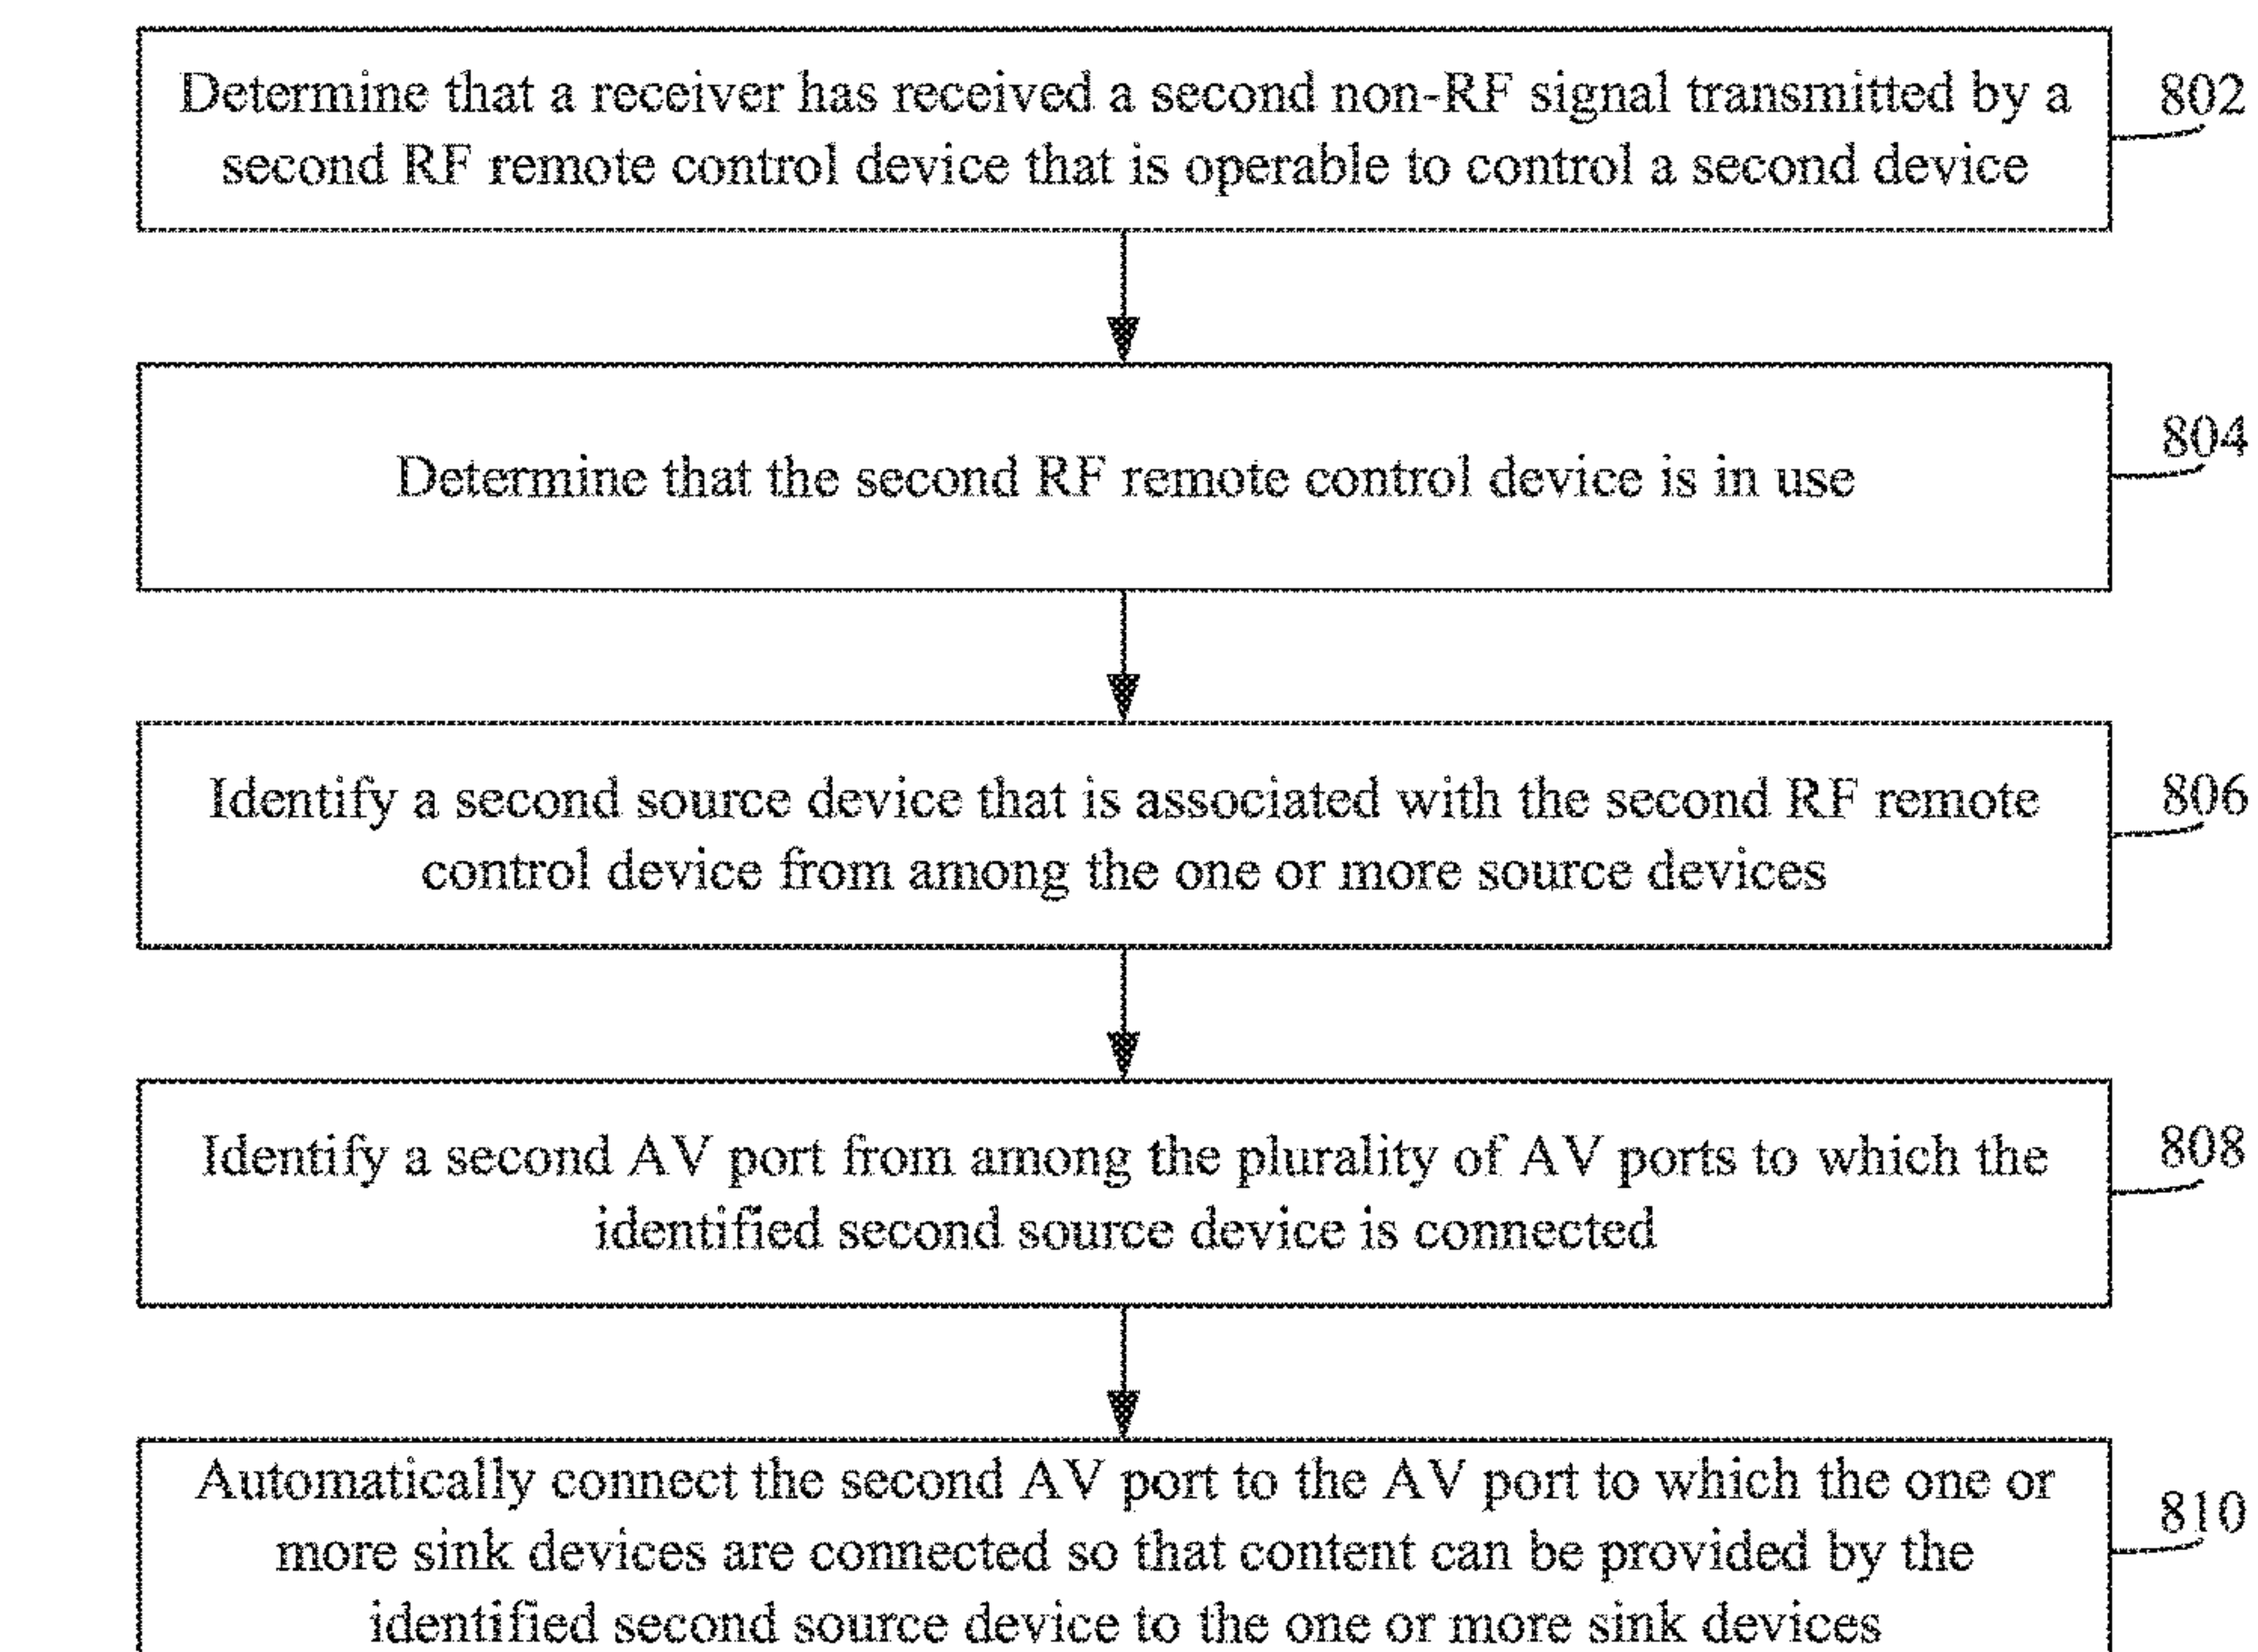 Determine that a receiver has received a second non-RF signal transmitted by a
second RF remote control device that is operable to control a second device
802
Determine that the second RF remote control device is in use
804
Identify a second source device that is associated with the second RF remote
control device from among the one or more source devices
806
Identify a second AV port from among the plurality of AV ports to which the
identified second source device is connected
808
Automatically connect the second AV port to the AV port to which the one or
more sink devices are connected so that content can be provided by the
identified second source device to the one or more sink devices
810